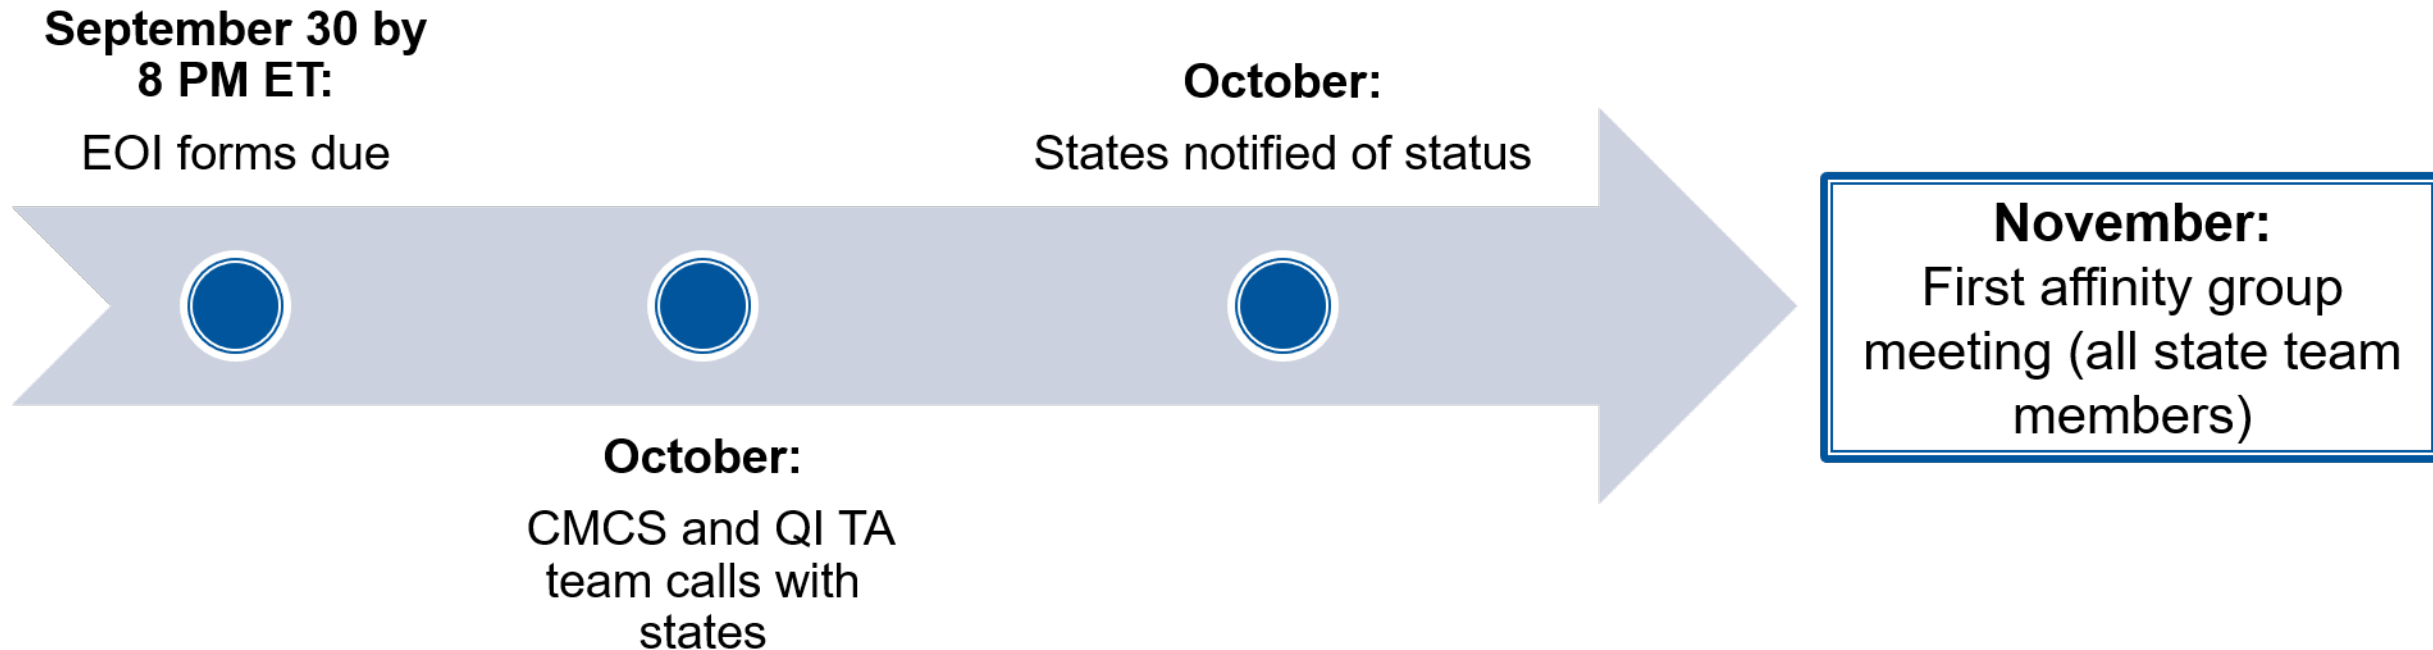 September 30 by
8 PM ET:
EOI forms due
October:
CMCS and QI TA
team calls with
states
October:
States notified of status
November:
First affinity group
meeting (all state team
members)